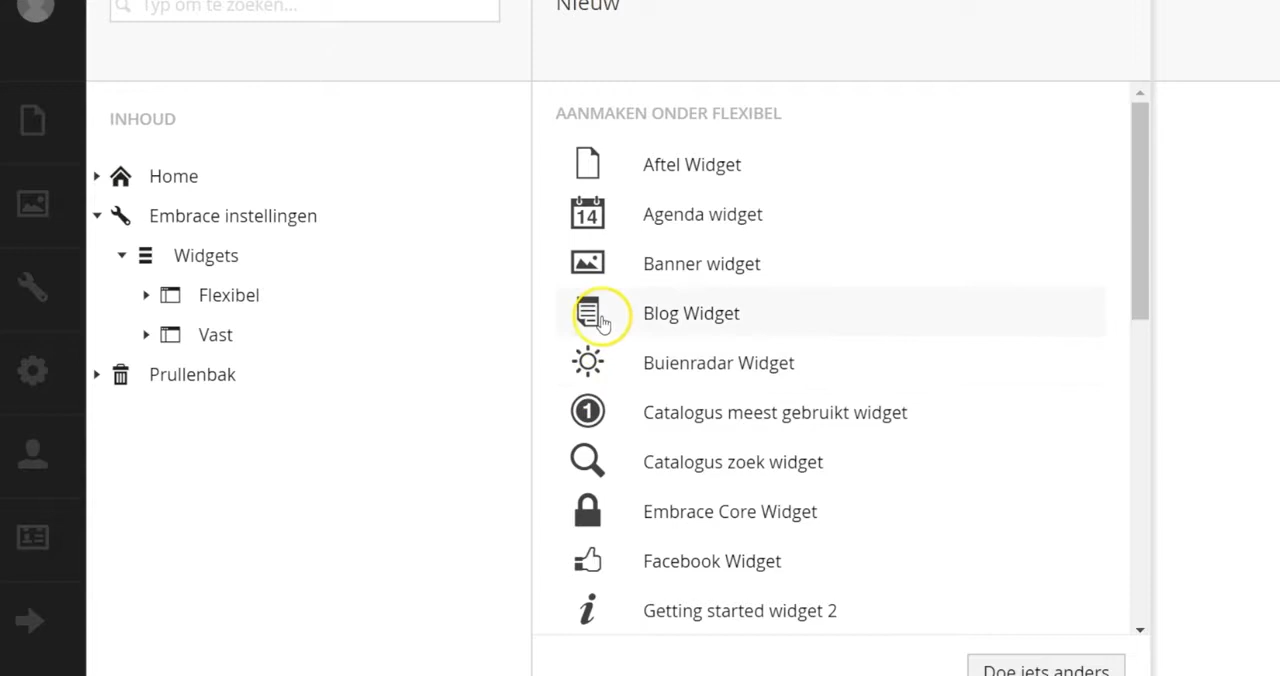 Typ om te zoeken...
INHOUD
Home
Embrace instellingen
Widgets
Flexibel
Vast
Prullenbak
Nieuw
AANMAKEN ONDER FLEXIBEL
Aftel Widget
14
Agenda widget
Banner widget
Blog Widget
Buienradar Widget
1
Catalogus meest gebruikt widget
Catalogus zoek widget
Embrace Core Widget
Facebook Widget
Getting started widget 2
Doe iets anders